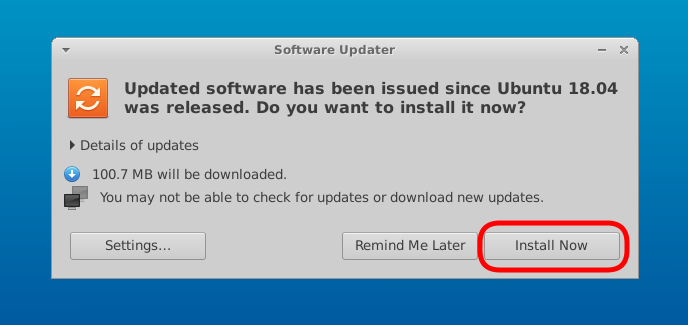 Software Updater
Updated software has been issued since Ubuntu 18.04
was released. Do you want to install it now?
Details of updates
100.7 MB will be downloaded.
You may not be able to check for updates or download new updates.
Settings...
Remind Me Later
Install Now